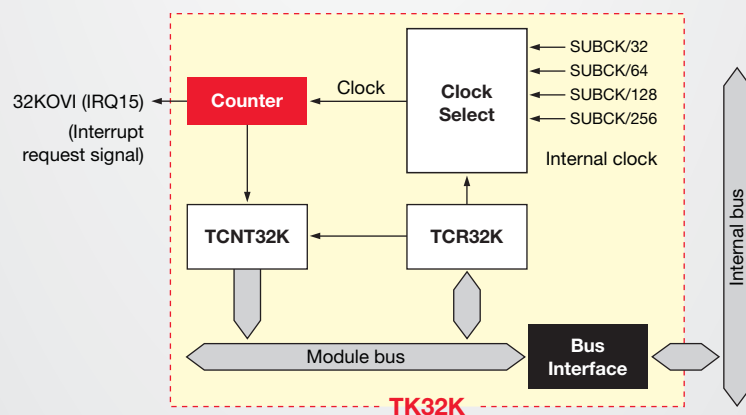 SUBCK/32
SUBCK/64
SUBCK/128
SUBCK/256
Internal clock
Clock
Select
Clock
Counter
32KOVI (IRQ15)
(Interrupt
request signal)
TCNT32K
TCR32K
Module bus
Bus
Interface
Internal bus
TK32K